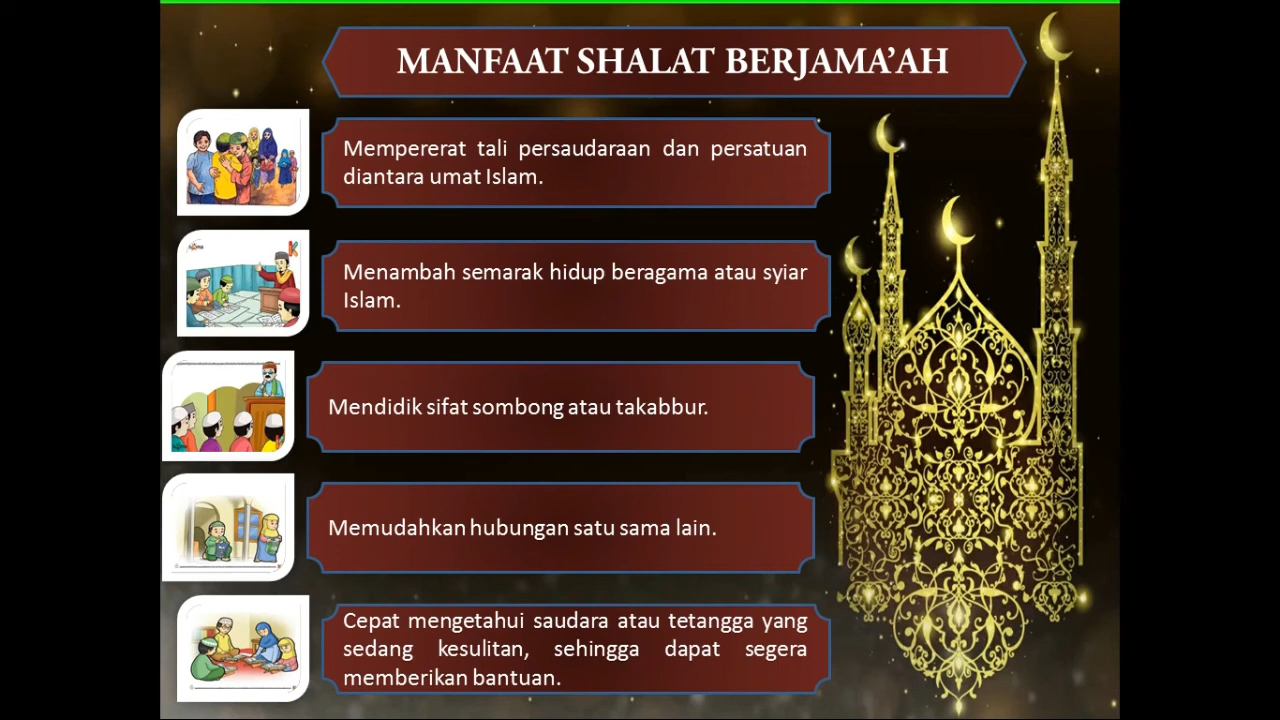 MANFAAT SHALAT BERJAMA’AH
Mempererat tali persaudaraan dan persatuan
diantara umat Islam.
Menambah semarak hidup beragama atau syiar
Islam.
Mendidik sifat sombong atau takabbur.
Memudahkan hubungan satu sama lain.
Cepat mengetahui saudara atau tetangga yang
sedang kesulitan, sehingga dapat segera
memberikan bantuan.